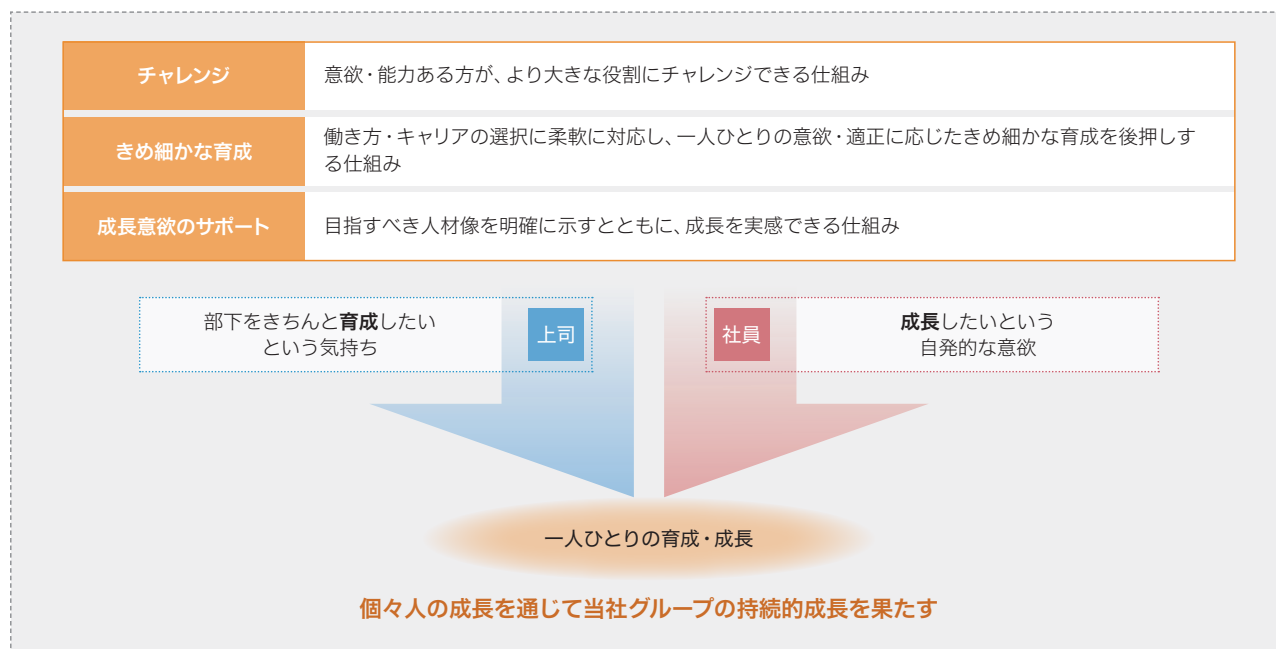 チャレンジ
意欲・能力ある方が、より大きな役割にチャレンジできる仕組み
きめ細かな育成
働き方・キャリアの選択に柔軟に対応し、一人ひとりの意欲・適正に応じたきめ細かな育成を後押しす
る仕組み
成長意欲のサポート
目指すべき人材像を明確に示すとともに、成長を実感できる仕組み
部下をきちんと育成したい
という気持ち
上司
社員
成長したいという
自発的な意欲
一人ひとりの育成・成長
個々人の成長を通じて当社グループの持続的成長を果たす